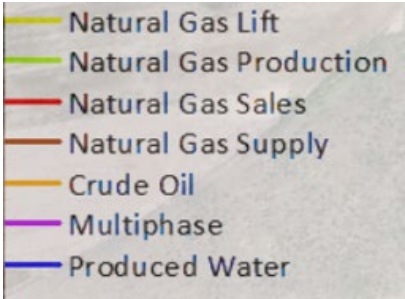 Natural Gas Lift
Natural Gas Production
Natural Gas Sales
Natural Gas Supply
Crude Oil
Multiphase
Produced Water